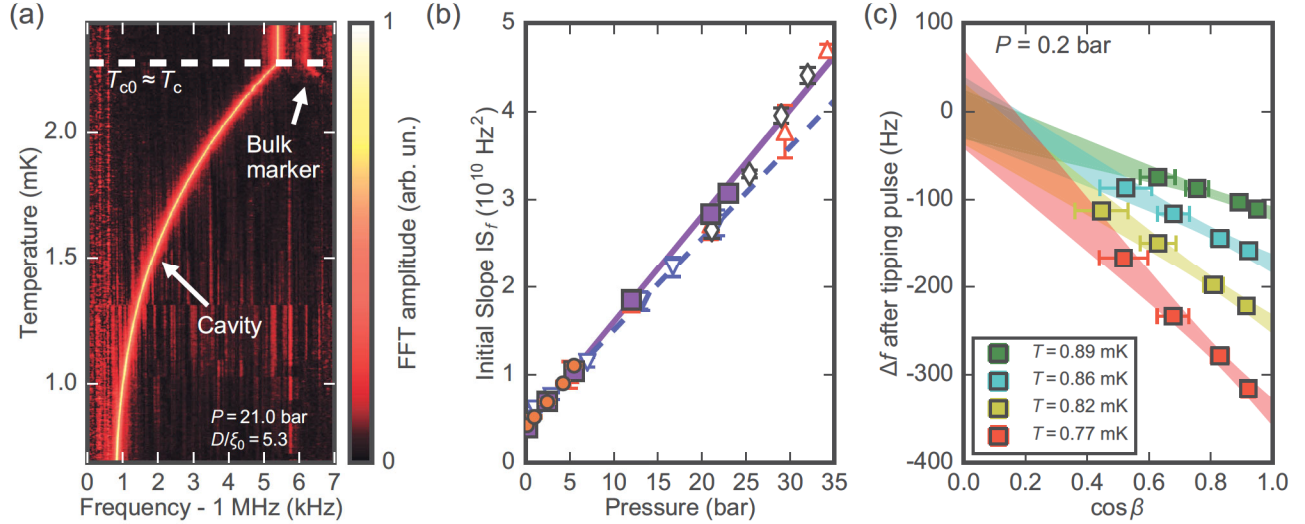 (a)
T_c0 ≈ T_c
Bulk
marker
Cavity
P = 21.0 bar
D/ξ_0 = 5.3
2.0
1.5
1.0
Temperature (mK)
0 1 2 3 4 5 6 7
Frequency - 1 MHz (kHz)
1
0
FFT amplitude (arb. un.)
(b)
5
4
3
2
1
0
Initial Slope IS_f (10^10 Hz^2)
0 5 10 15 20 25 30 35
Pressure (bar)
(c)
P = 0.2 bar
100
0
-100
-200
-300
-400
Δf after tipping pulse (Hz)
T = 0.89 mK
T = 0.86 mK
T = 0.82 mK
T = 0.77 mK
0.0 0.2 0.4 0.6 0.8 1.0
cosβ